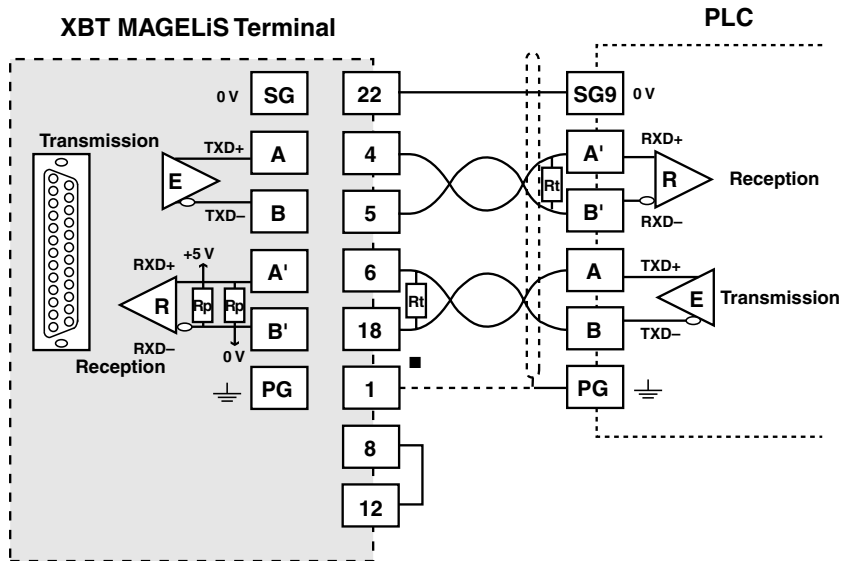 XBT MAGELiS Terminal
PLC
0 V
SG
22
SG9
0 V
Transmission
TXD+
A
4
A'
RXD+
E
Rt
R
Reception
TXD–
B
5
B'
RXD–
+5 V
RXD+
A'
6
A
TXD+
R
Rp
Rp
Rt
E
Transmission
RXD–
B'
18
B
TXD–
Reception
0 V
PG
1
PG
8
12